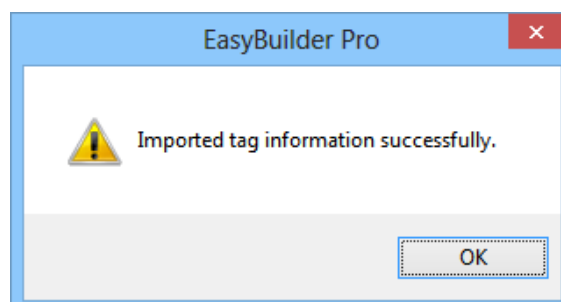 EasyBuilder Pro
Imported tag information successfully.
OK